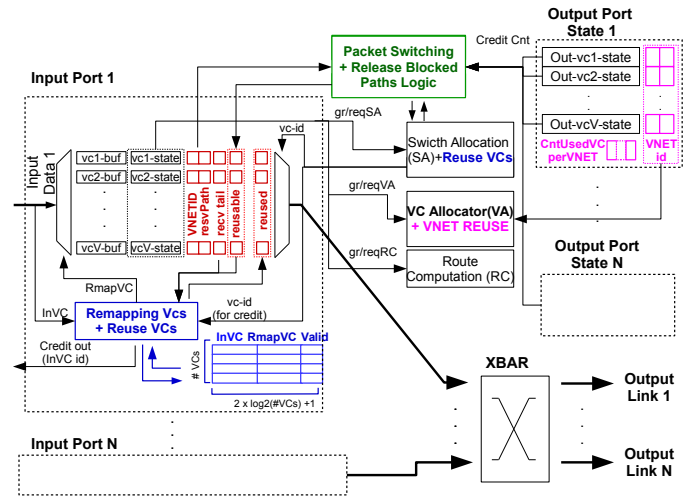 Output Port
State 1
Credit Cnt
Packet Switching
+ Release Blocked
Paths Logic
Out-vc1-state
Out-vc2-state
Out-vcV-state
CntUsedVC
perVNET
VNET
id
Input Port 1
gr/reqSA
vc-id
Swicth Allocation
(SA)+Reuse VCs
Input
Data 1
vc1-buf
vc1-state
vc2-buf
vc2-state
vcV-buf
vcV-state
VNETID
resvPath
recv tail
reusable
reused
gr/reqVA
VC Allocator(VA)
+ VNET REUSE
gr/reqRC
Route
Computation (RC)
Output Port
State N
RmapVC
InVC
vc-id
(for credit)
Remapping Vcs
+ Reuse VCs
Credit out
(InVC id)
InVC RmapVC Valid
# VCs
2 x log2(#VCs) +1
XBAR
Output
Link 1
Output
Link N
Input Port N